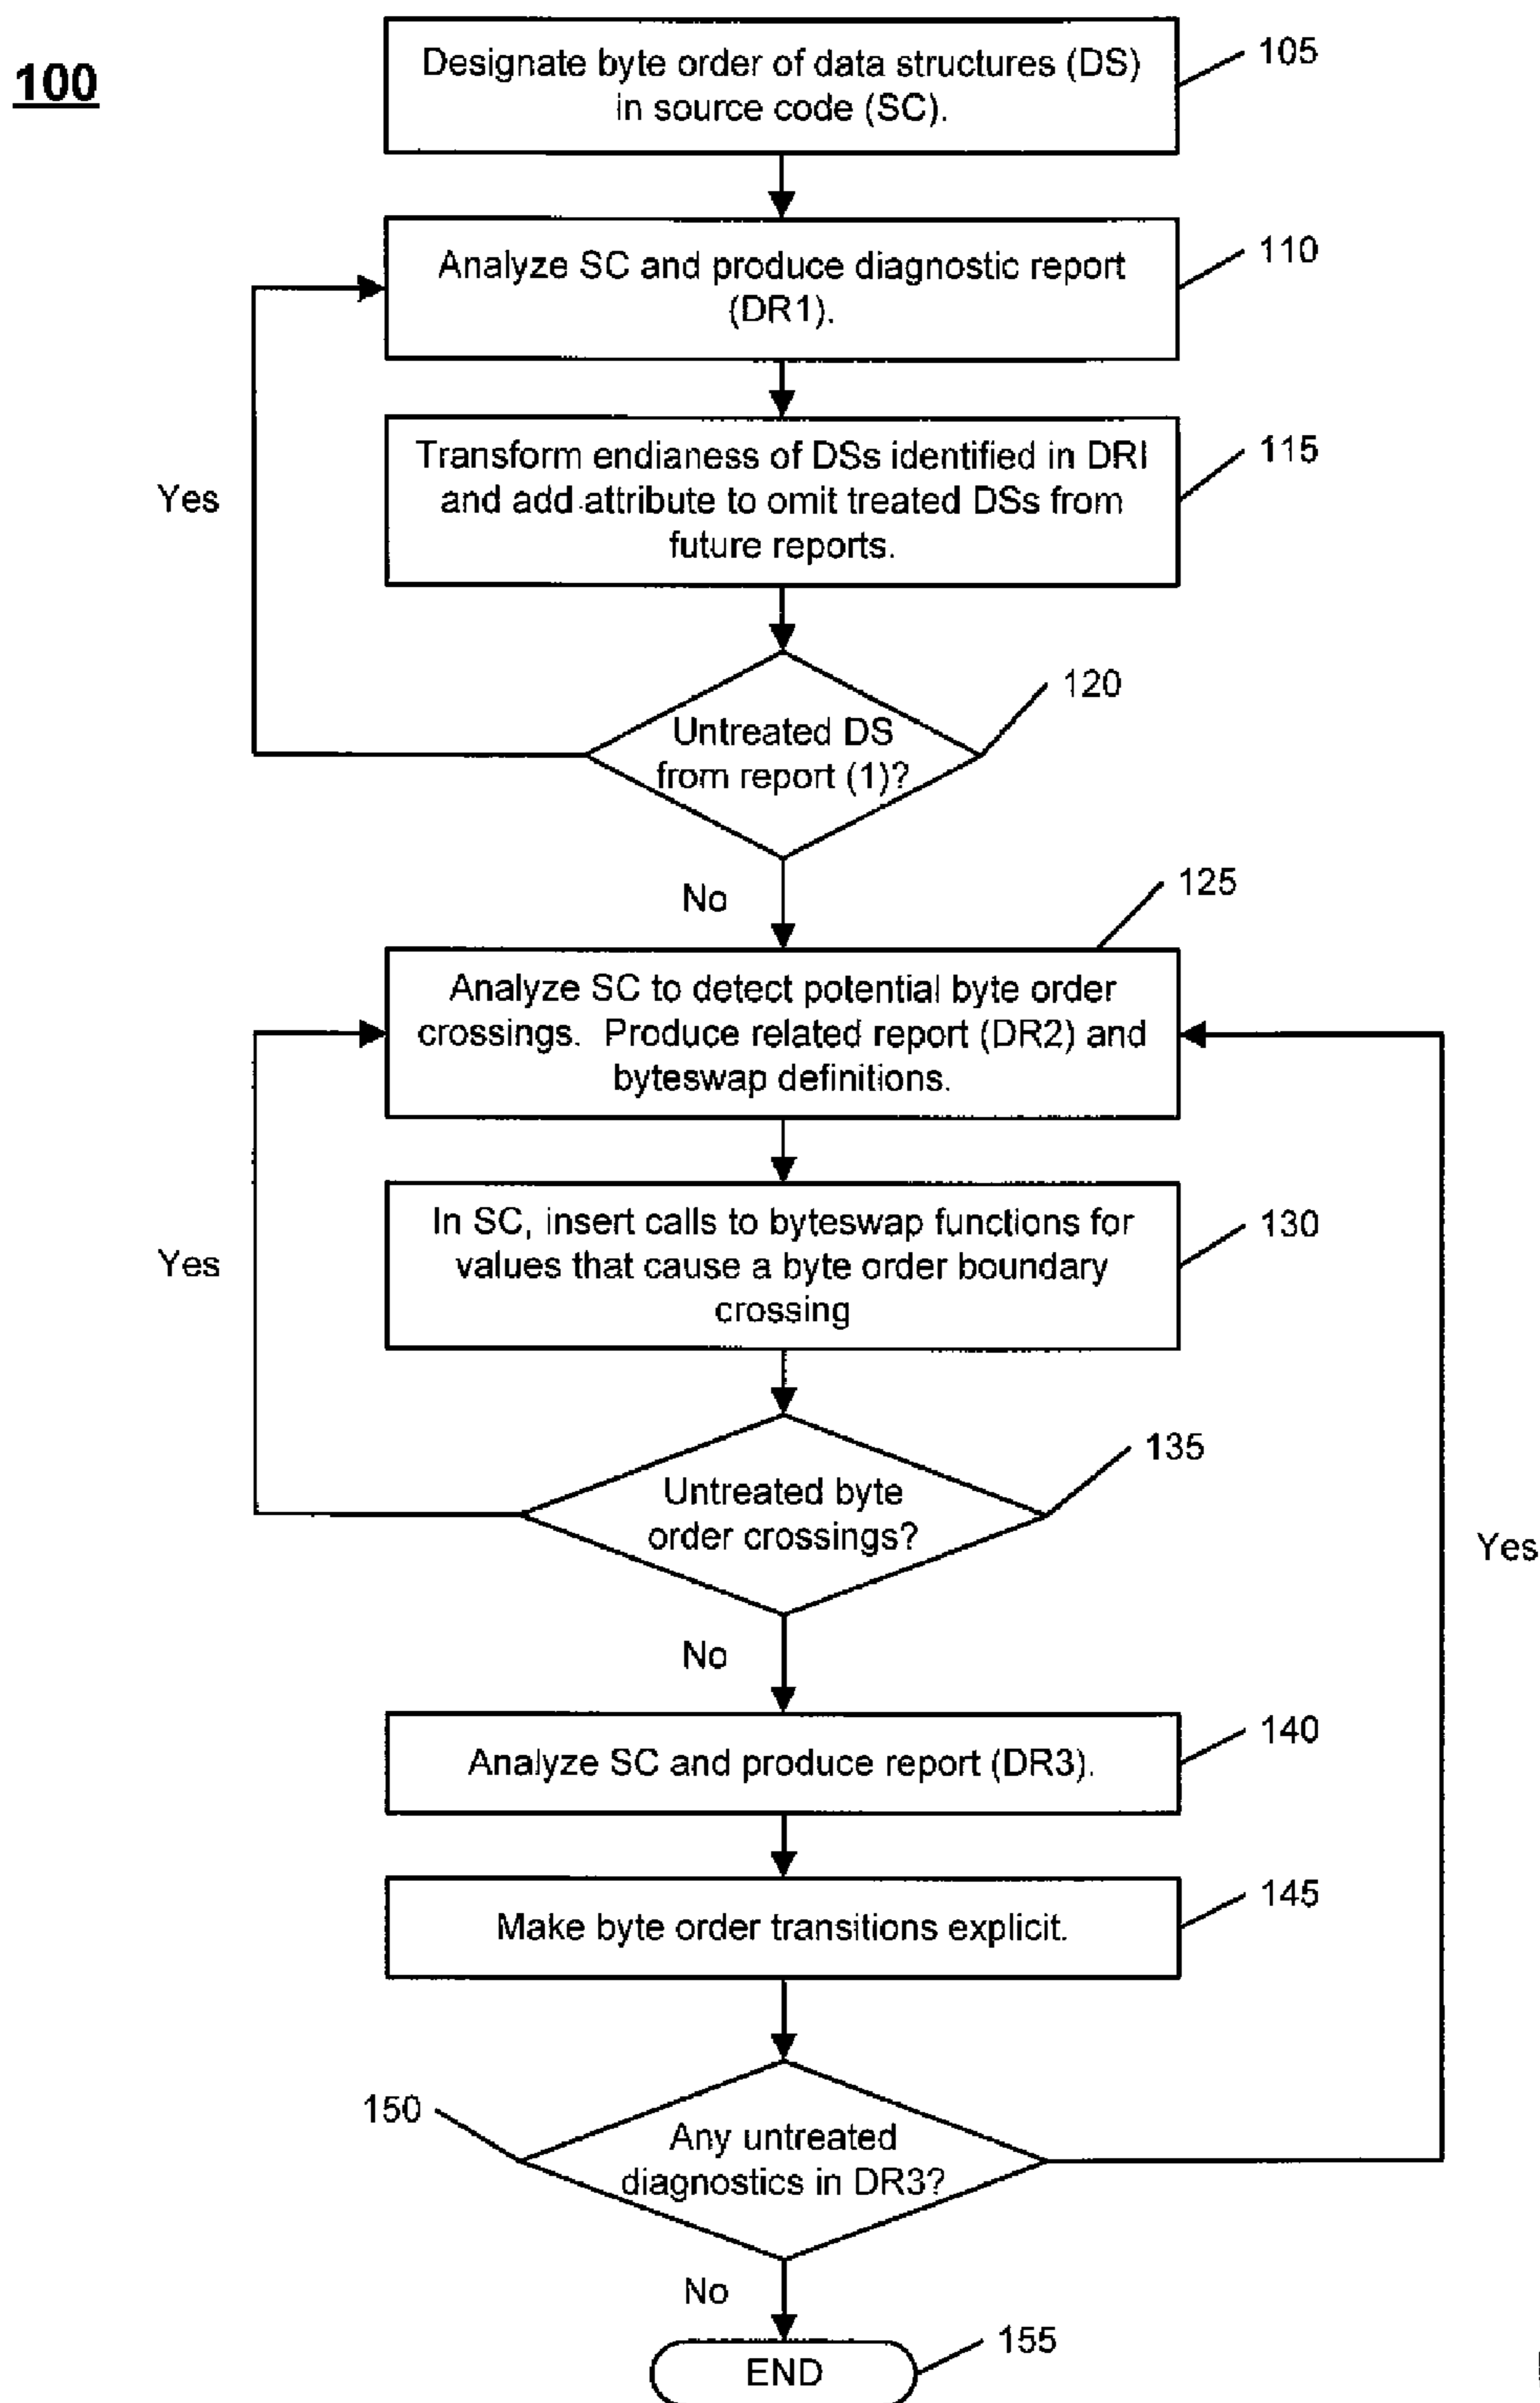 100
Designate byte order of data structures (DS)
in source code (SC).
105
Analyze SC and produce diagnostic report
(DR1).
110
Transform endianess of DSs identified in DRI
and add attribute to omit treated DSs from
future reports.
115
Yes
120
Untreated DS
from report (1)?
No
125
Analyze SC to detect potential byte order
crossings. Produce related report (DR2) and
byteswap definitions.
In SC, insert calls to byteswap functions for
values that cause a byte order boundary
crossing
130
Yes
135
Untreated byte
order crossings?
Yes
No
140
Analyze SC and produce report (DR3).
145
Make byte order transitions explicit.
150
Any untreated
diagnostics in DR3?
No
155
END